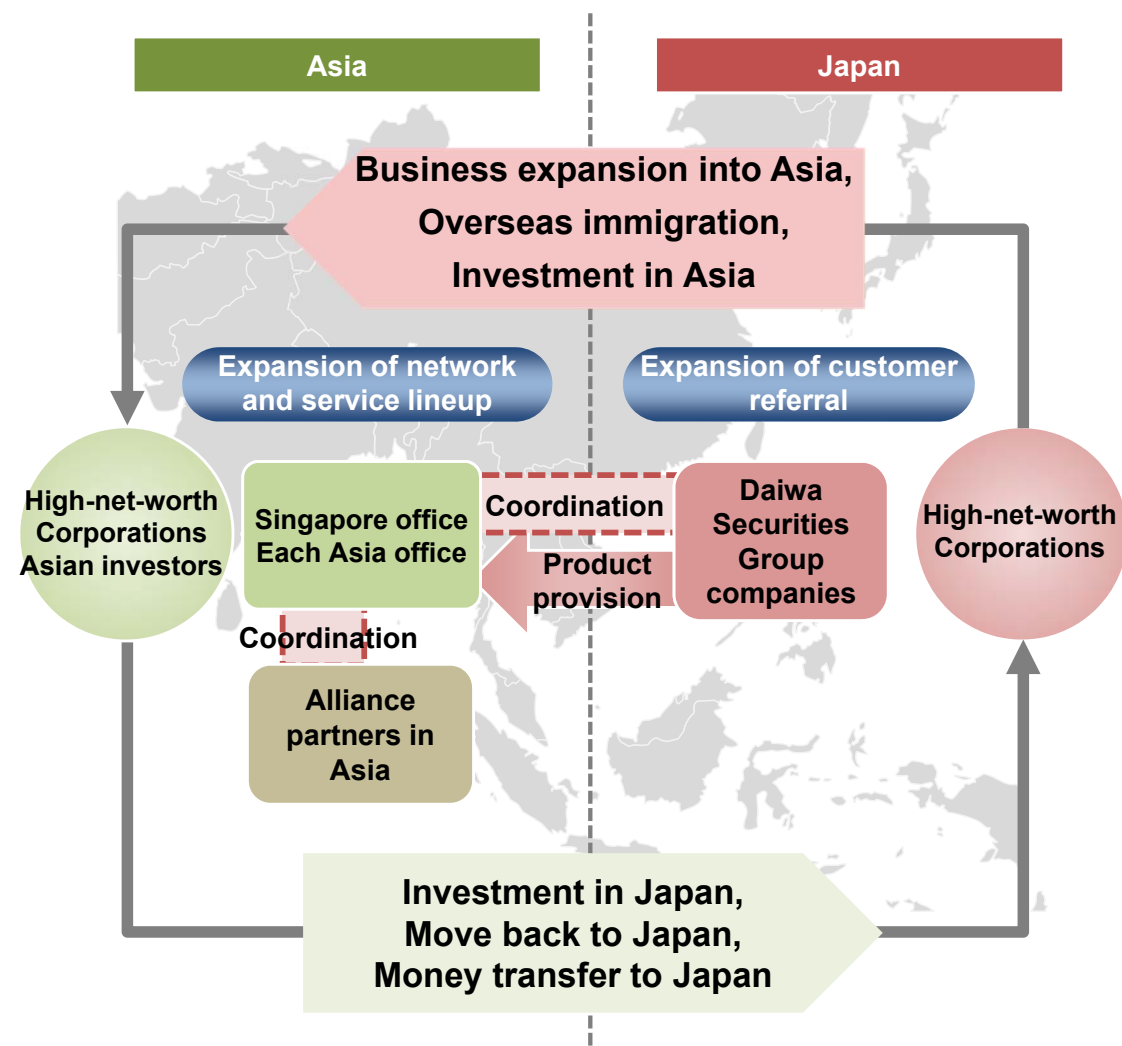 Asia
Japan
Business expansion into Asia,
Overseas immigration,
Investment in Asia
Expansion of network
and service lineup
Expansion of customer
referral
High-net-worth
Corporations
Asian investors
Singapore office
Each Asia office
Coordination
Product
provision
Daiwa
Securities
Group
companies
High-net-worth
Corporations
Coordination
Alliance
partners in
Asia
Investment in Japan,
Move back to Japan,
Money transfer to Japan